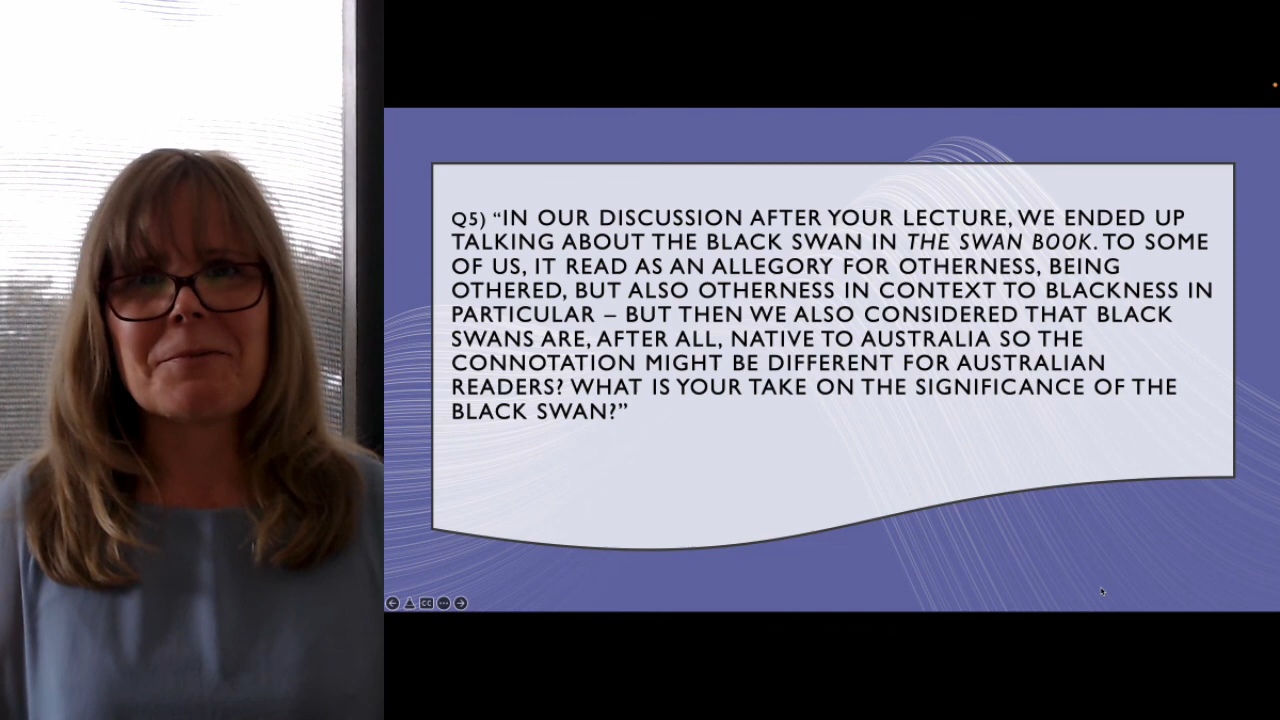 Q5) “IN OUR DISCUSSION AFTER YOUR LECTURE, WE ENDED UP
TALKING ABOUT THE BLACK SWAN IN THE SWAN BOOK. TO SOME
OF US, IT READ AS AN ALLEGORY FOR OTHERNESS, BEING
OTHERED, BUT ALSO OTHERNESS IN CONTEXT TO BLACKNESS IN
PARTICULAR – BUT THEN WE ALSO CONSIDERED THAT BLACK
SWANS ARE, AFTER ALL, NATIVE TO AUSTRALIA SO THE
CONNOTATION MIGHT BE DIFFERENT FOR AUSTRALIAN
READERS? WHAT IS YOUR TAKE ON THE SIGNIFICANCE OF THE
BLACK SWAN?”
CC